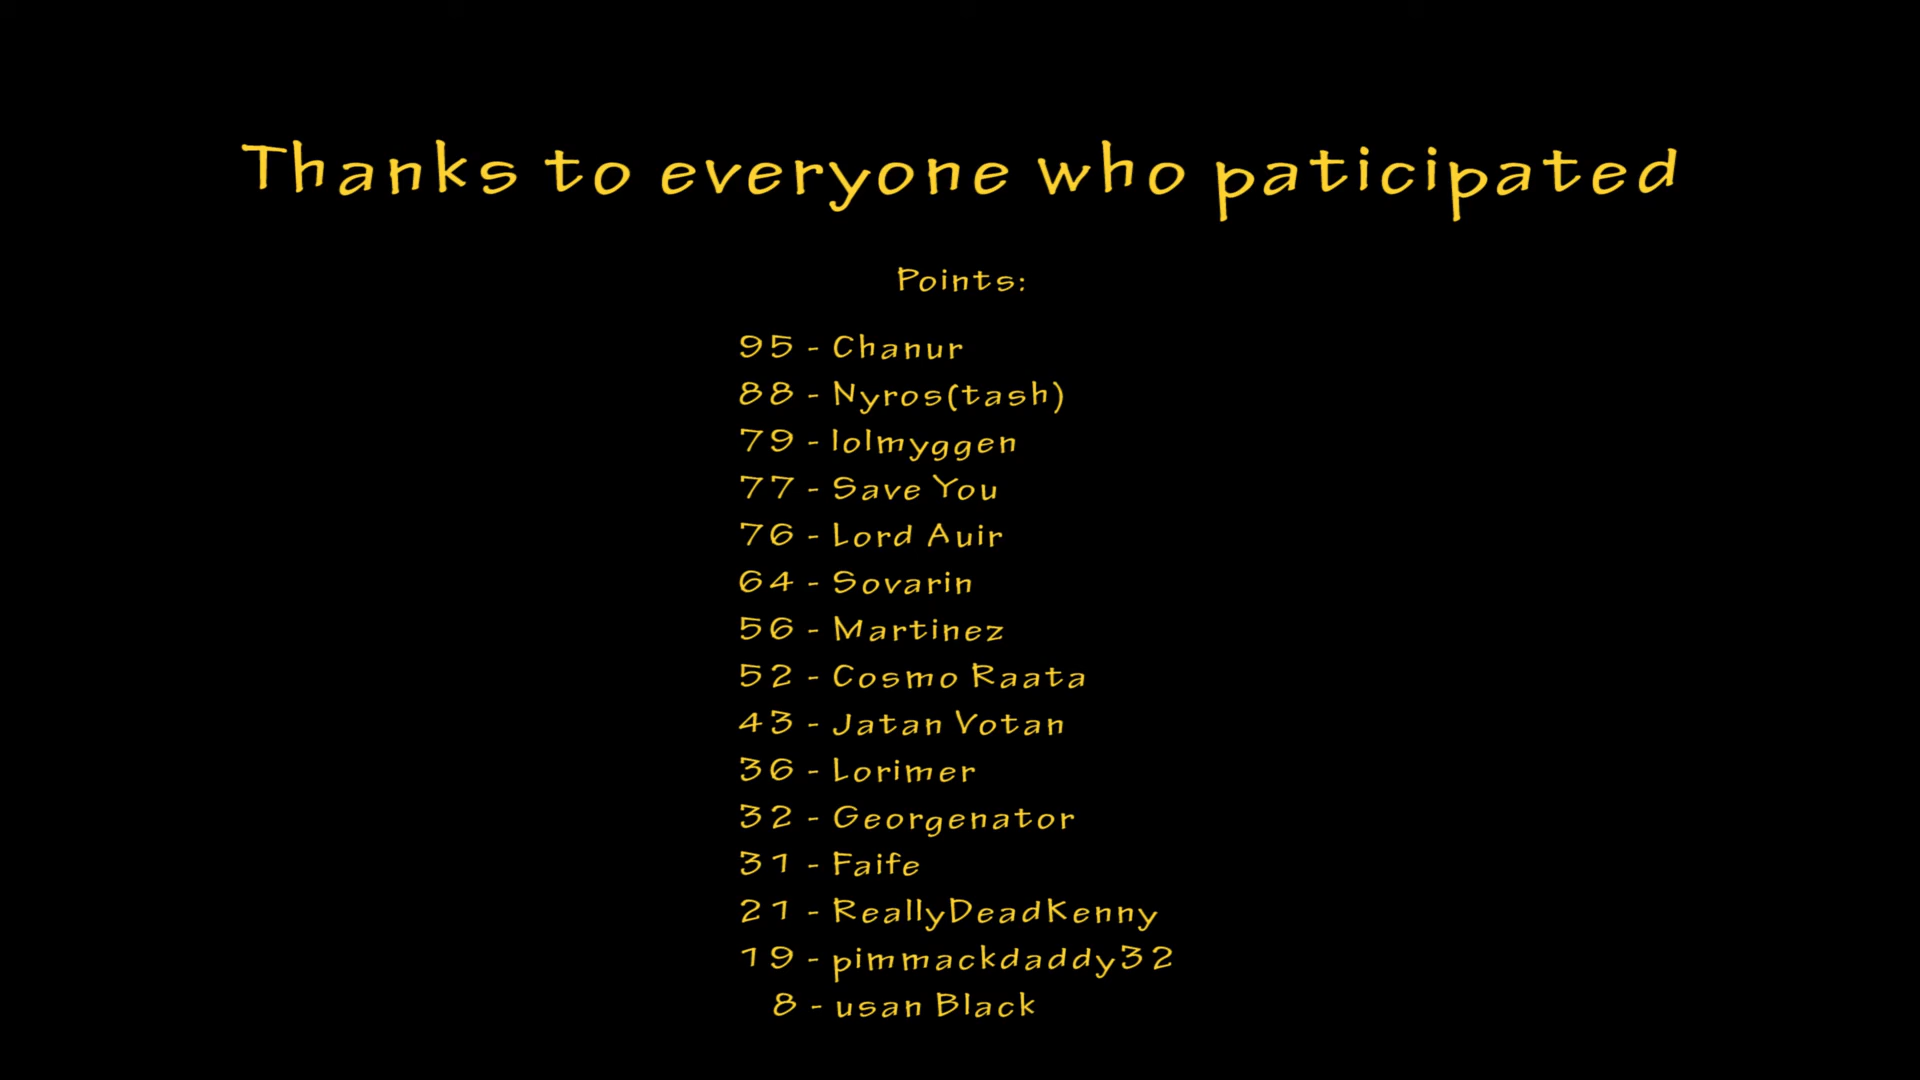 Thanks to everyone who paticipated
Points:
95 - Chanur
88 - Nyros(tash)
79 - lolmyggen
77 - Save You
76 - Lord Auir
64 - Sovarin
56 - Martinez
52 - Cosmo Raata
43 - Jatan Votan
36 - Lorimer
32 - Georgenator
31 - Faife
21 - ReallyDeadKenny
19 - pimmackdaddy32
8 - usan Black